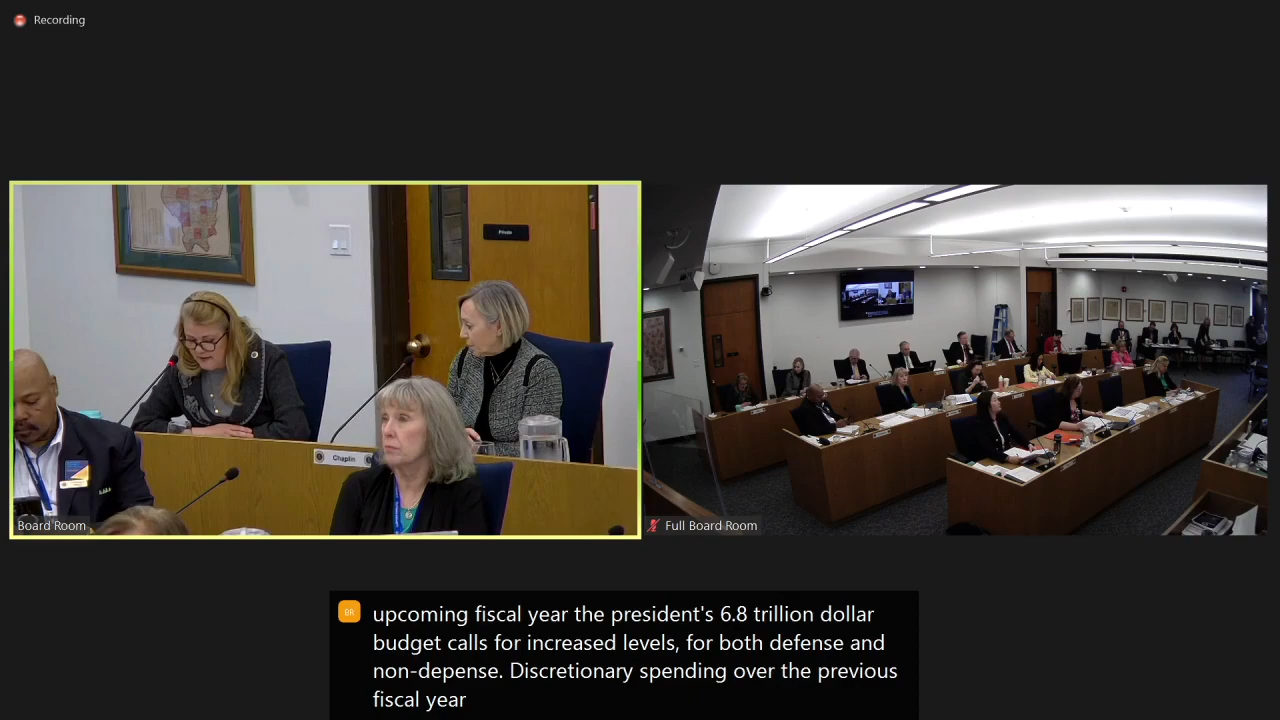 Recording
Private
Chaplin
Board Room
Full Board Room
BR
upcoming fiscal year the president's 6.8 trillion dollar
budget calls for increased levels, for both defense and
non-depense. Discretionary spending over the previous
fiscal year